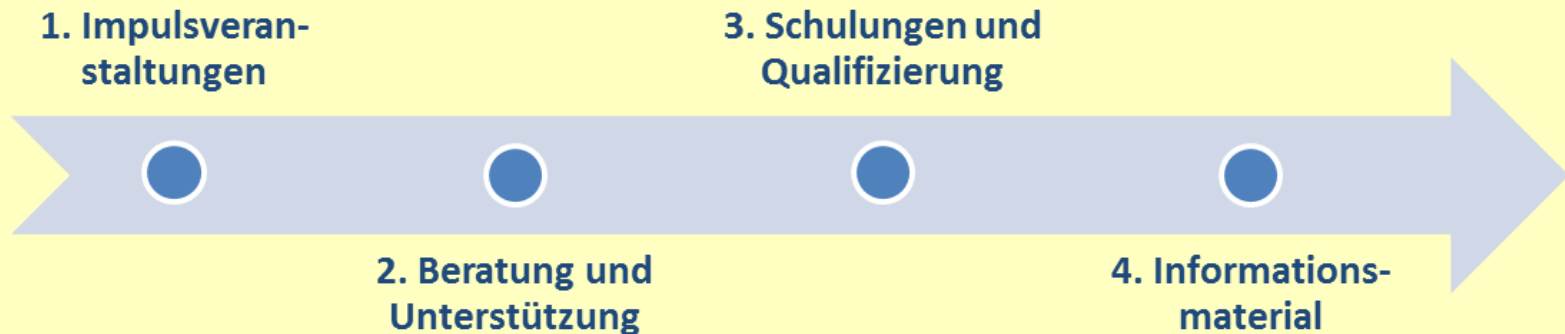 1. Impulsveran-
staltungen
2. Beratung und
Unterstützung
3. Schulungen und
Qualifizierung
4. Informations-
material